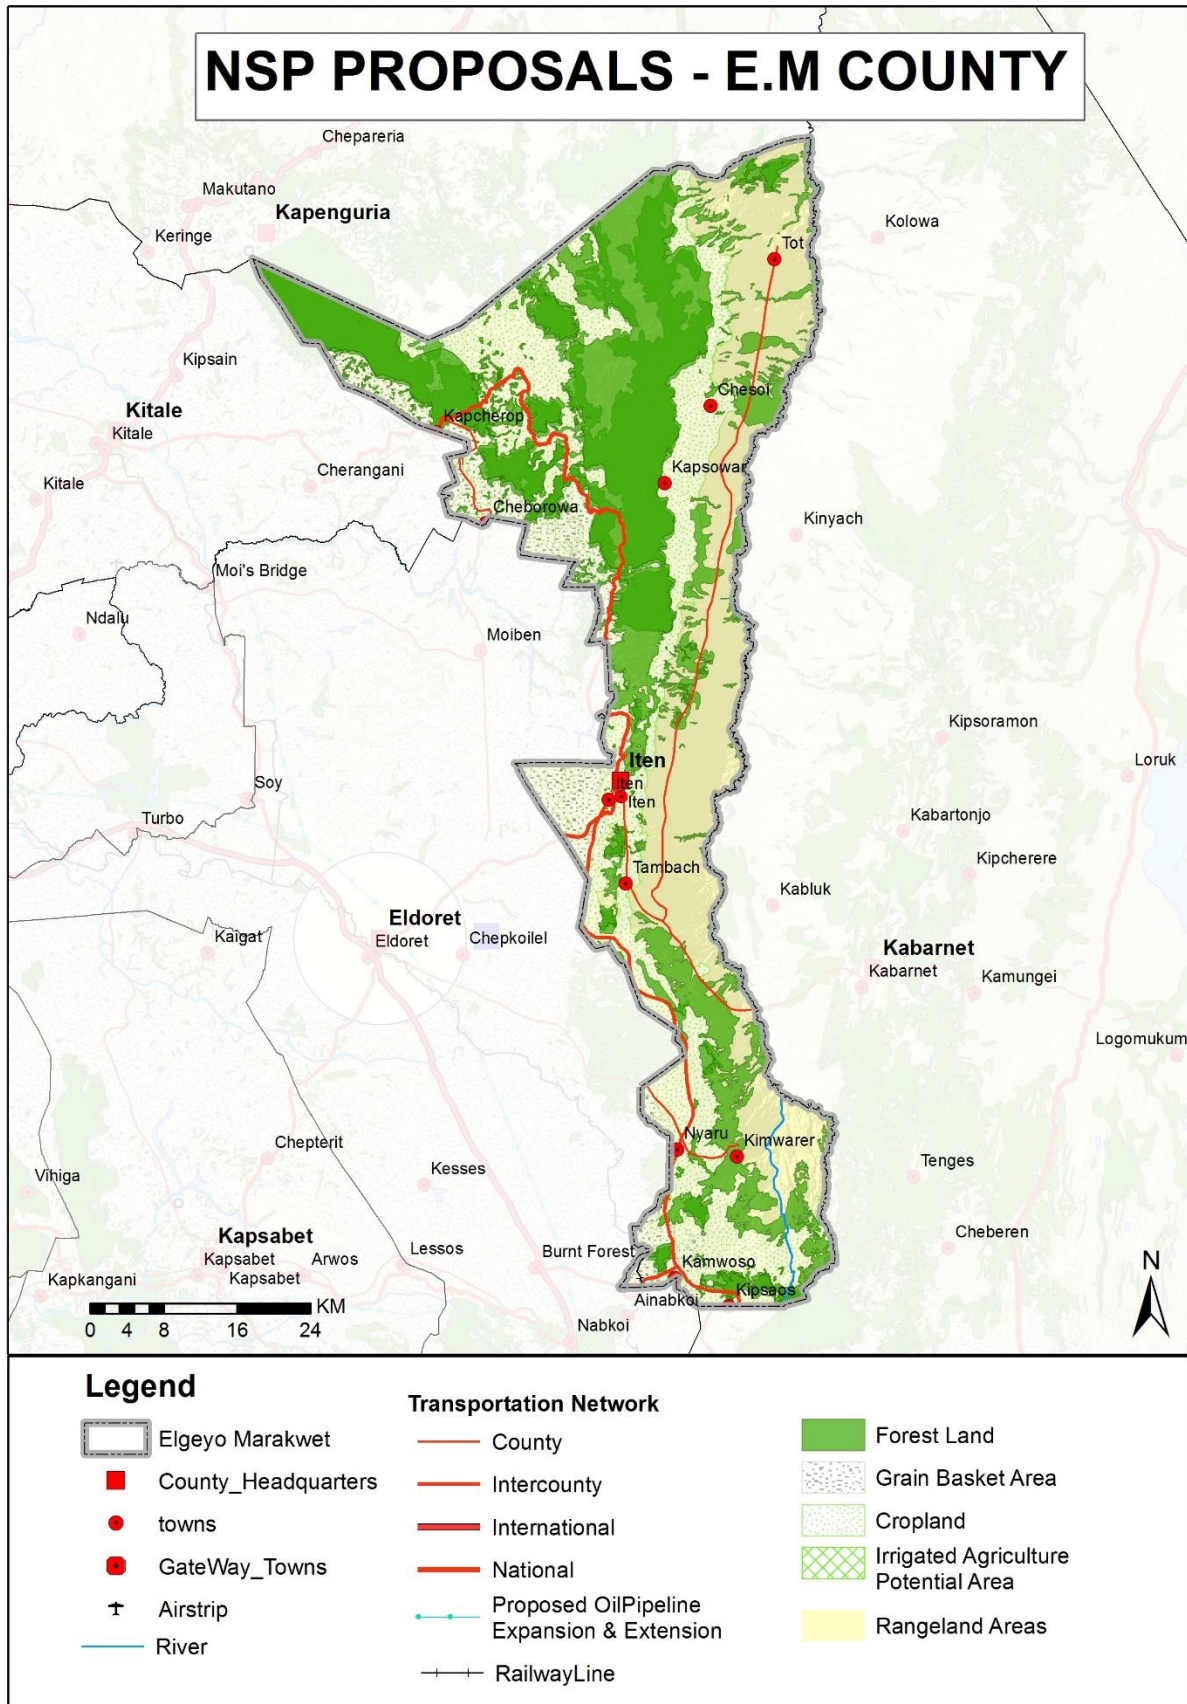 NSP PROPOSALS - E.M COUNTY
Chepareria
Makutano
Kapenguria
Keringe
Kolowa
Tot
Kipsain
Chesoi
Kitale
Kitale
Kapcherop
Cherangani
Kapsowar
Kitale
Cheborowa
Kinyach
Moi's Bridge
Ndalu
Moiben
Kipsoramon
Iten
Loruk
Soy
Iten
Iten
Turbo
Kabartonjo
Kipcherere
Tambach
Kabluk
Eldoret
Kaigat
Eldoret
Chepkoilel
Kabarnet
Kabarnet
Kamungei
Logomukum
Nyaru
Kimwarer
Chepterit
Vihiga
Kesses
Tenges
Kapsabet
Kapsabet
Arwos
Lessos
Burnt Forest
Cheberen
Kapkangani
Kapsabet
Kamwoso
Ainabkoi
Kipsaos
Nabkoi
N
KM
0 4 8 16 24
Legend
Elgeyo Marakwet
County_Headquarters
towns
GateWay_Towns
Airstrip
River
Transportation Network
County
Intercounty
International
National
Proposed OilPipeline
Expansion & Extension
RailwayLine
Forest Land
Grain Basket Area
Cropland
Irrigated Agriculture
Potential Area
Rangeland Areas